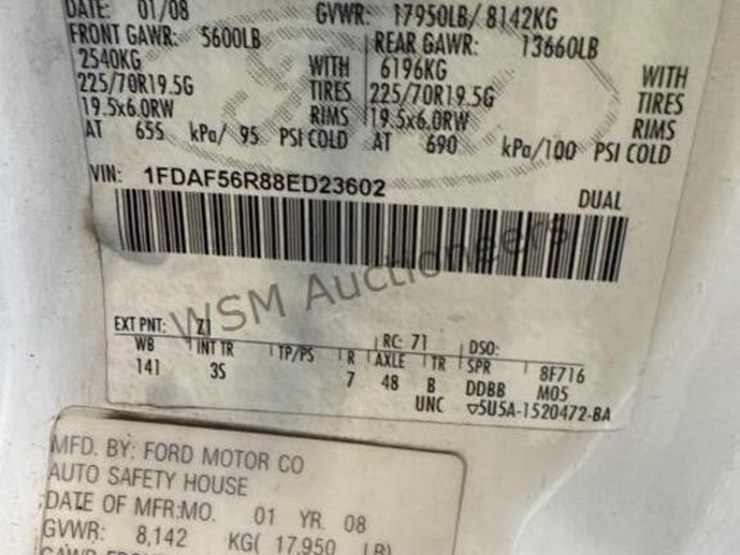 DATE: 01/08 GVWR: 17950LB/ 8142KG
FRONT GAWR: 5600LB REAR GAWR: 13660LB
2540KG WITH 6196KG WITH
225/70R19.5G TIRES 225/70R19.5G TIRES
19.5x6.0RW RIMS 19.5x6.0RW RIMS
AT 655 kPa/ 95 PSI COLD AT 690 kPa/100 PSI COLD
VIN: 1FDAF56R88ED23602 DUAL
WSM Auctioneers
EXT PNT: Z1 RC: 71 DSO:
WB INT TR TP/PS R AXLE TR SPR 8F716
141 3S 7 48 B DDBB M05
UNC ▽5U5A-1520472-BA
MFD. BY: FORD MOTOR CO
AUTO SAFETY HOUSE
DATE OF MFR:MO. 01 YR. 08
GVWR: 8,142 KG( 17,950 LB)